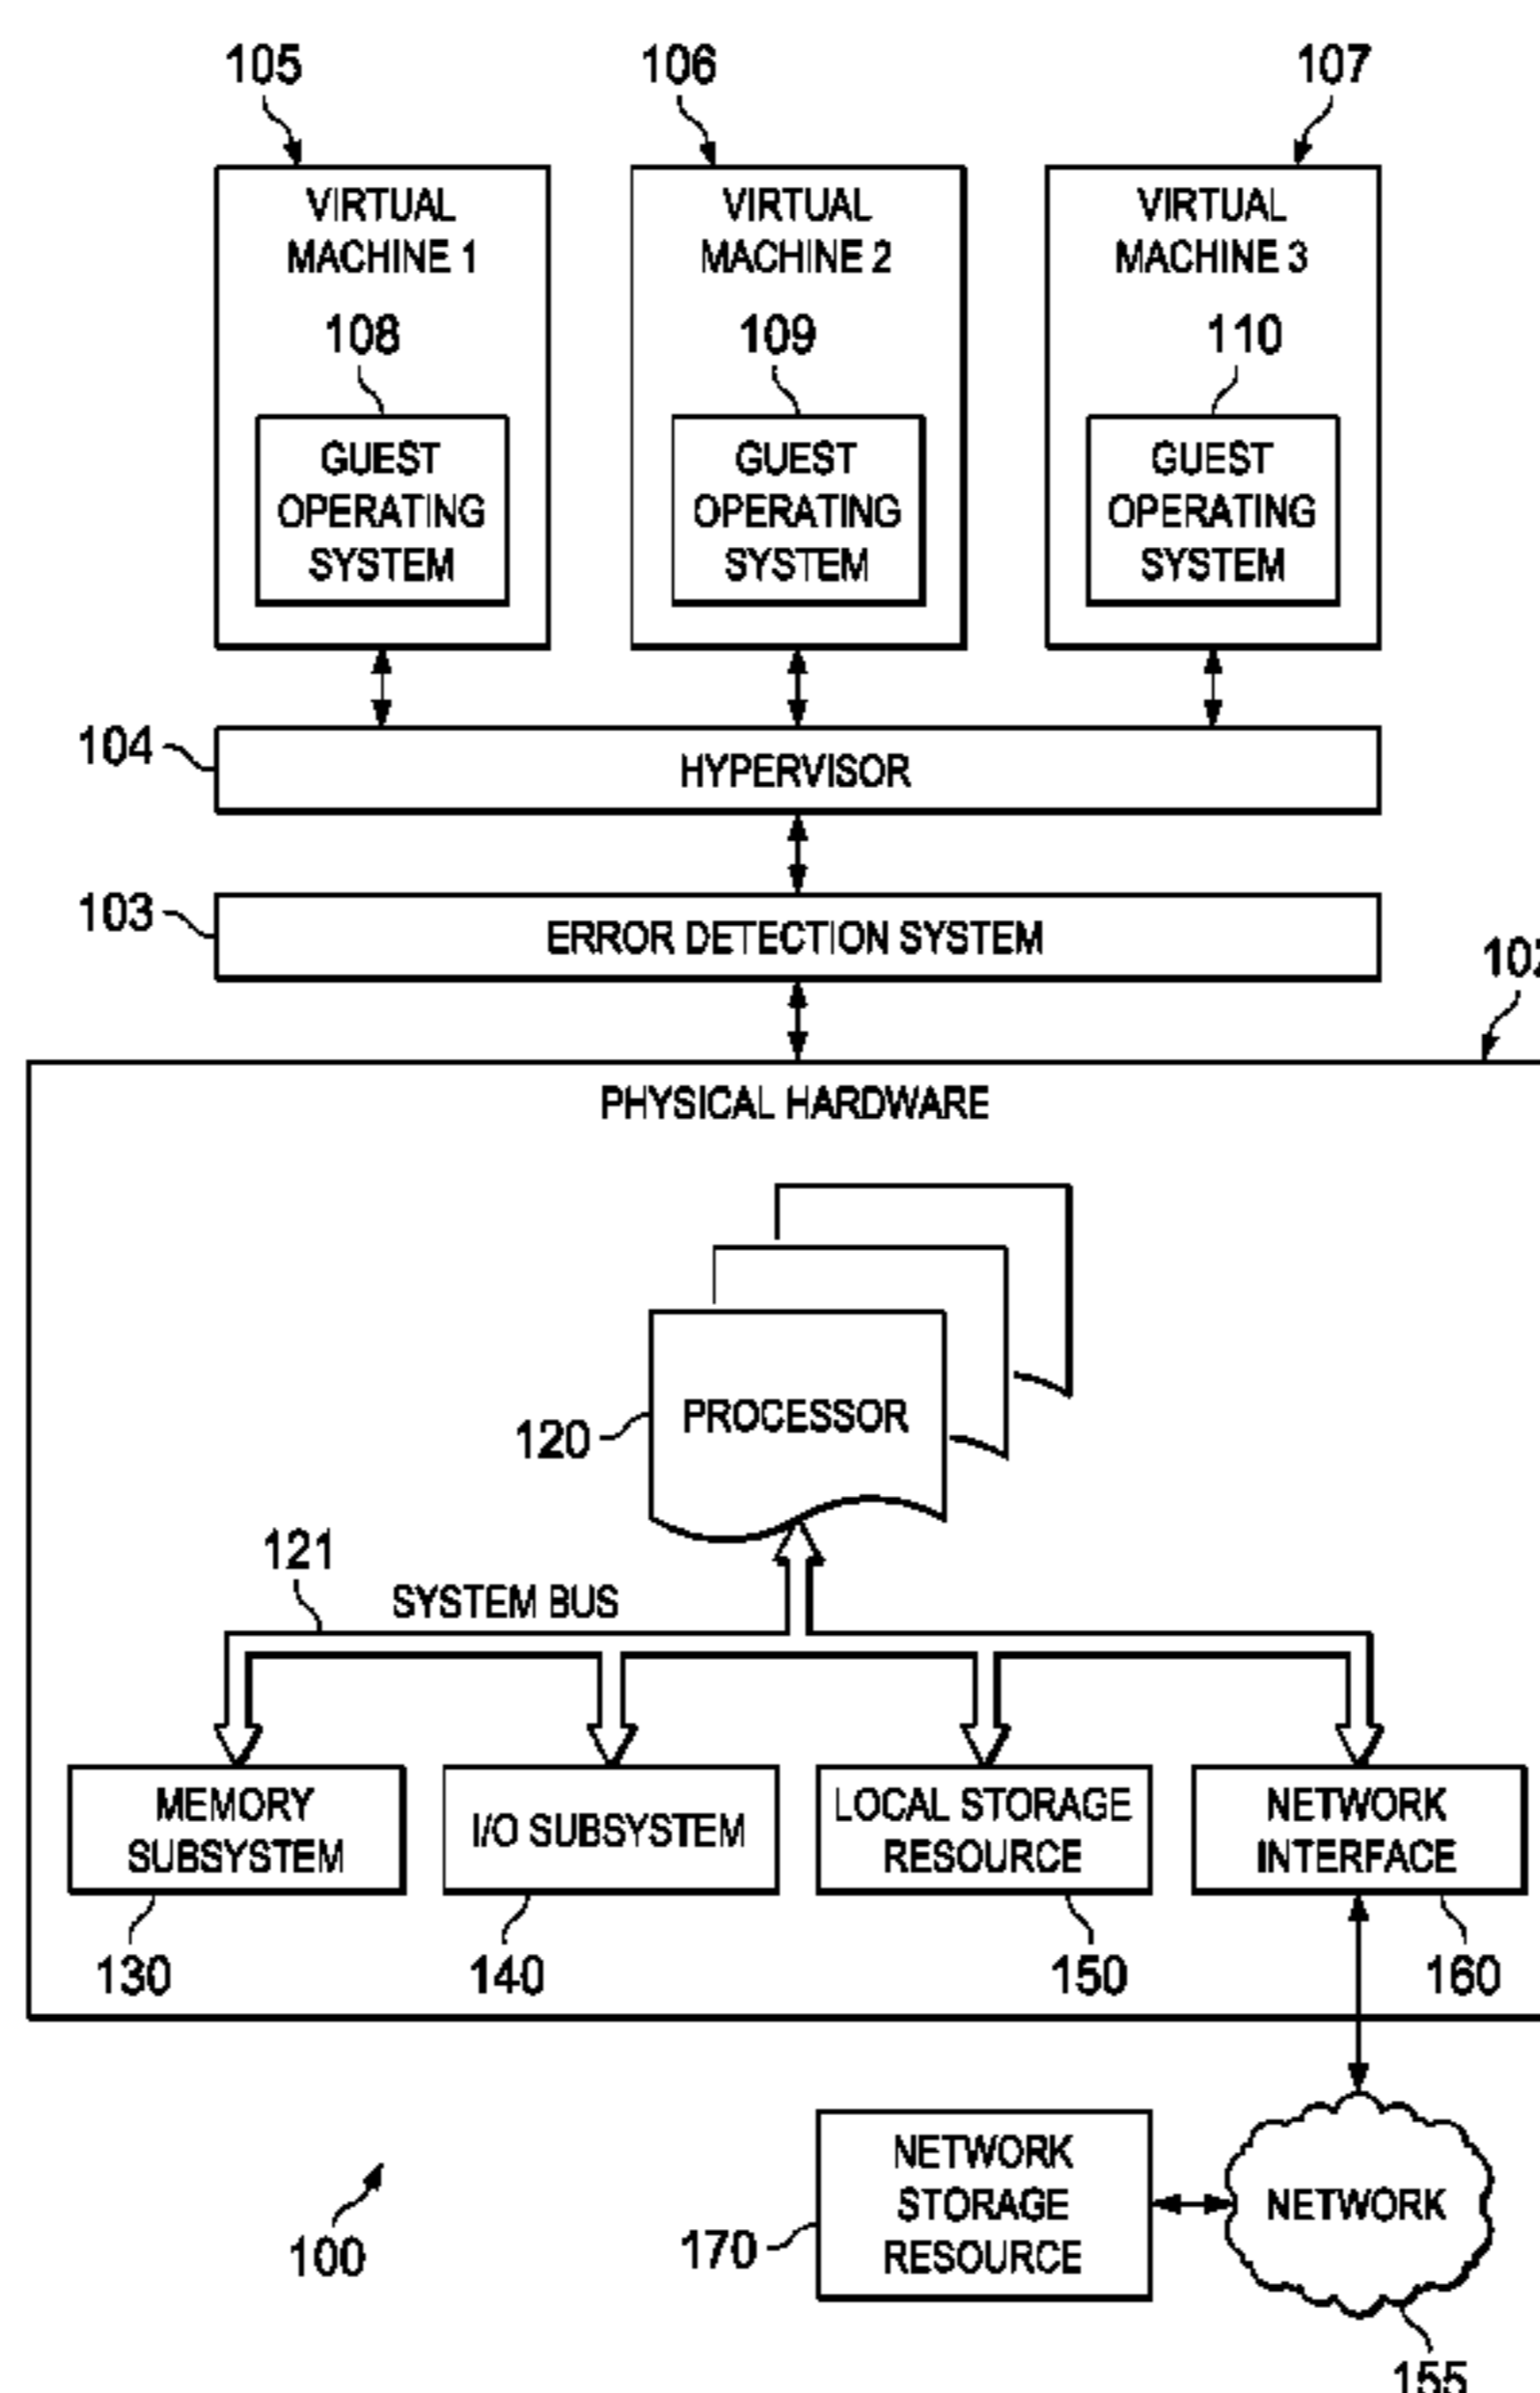 105
106
107
VIRTUAL
MACHINE 1
VIRTUAL
MACHINE 2
VIRTUAL
MACHINE 3
108
109
110
GUEST
OPERATING
SYSTEM
GUEST
OPERATING
SYSTEM
GUEST
OPERATING
SYSTEM
104
HYPERVISOR
103
ERROR DETECTION SYSTEM
102
PHYSICAL HARDWARE
120
PROCESSOR
121
SYSTEM BUS
MEMORY
SUBSYSTEM
I/O SUBSYSTEM
LOCAL STORAGE
RESOURCE
NETWORK
INTERFACE
130
140
150
160
100
170
NETWORK
STORAGE
RESOURCE
NETWORK
155